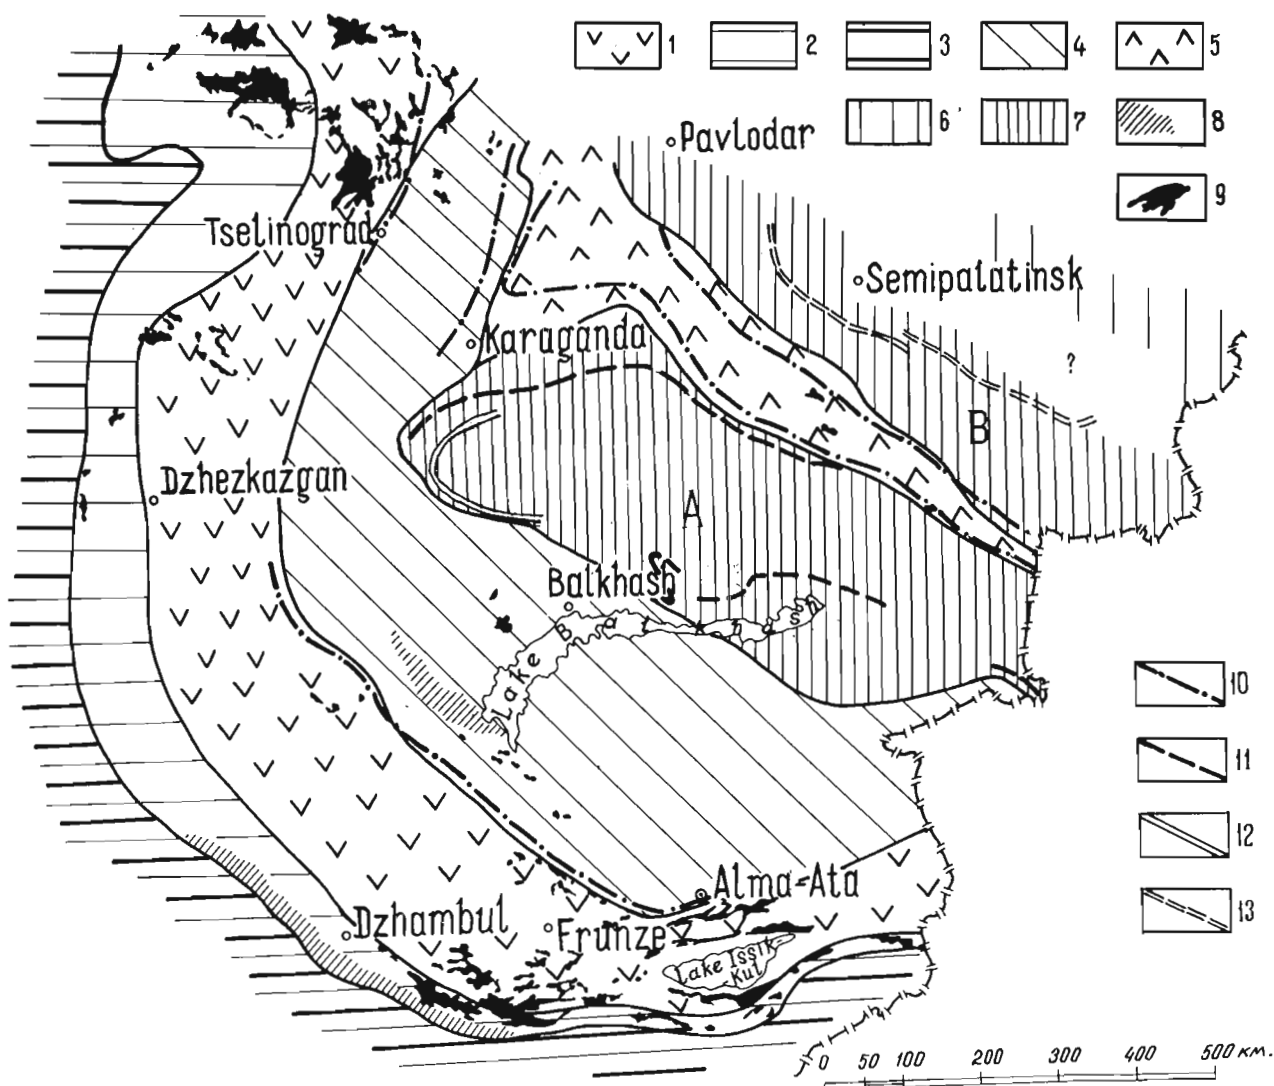 1
2
3
4
5
6
7
8
9
Pavlodar
Tselinograd
Semipalatinsk
Karaganda
?
B
Dzhezkazgan
A
Balkhash
Lake Balkhash
10
11
12
13
Alma-Ata
Dzhambul
Frunze
Lake Issik-
Kul
0 50 100 200 300 400 500 км.